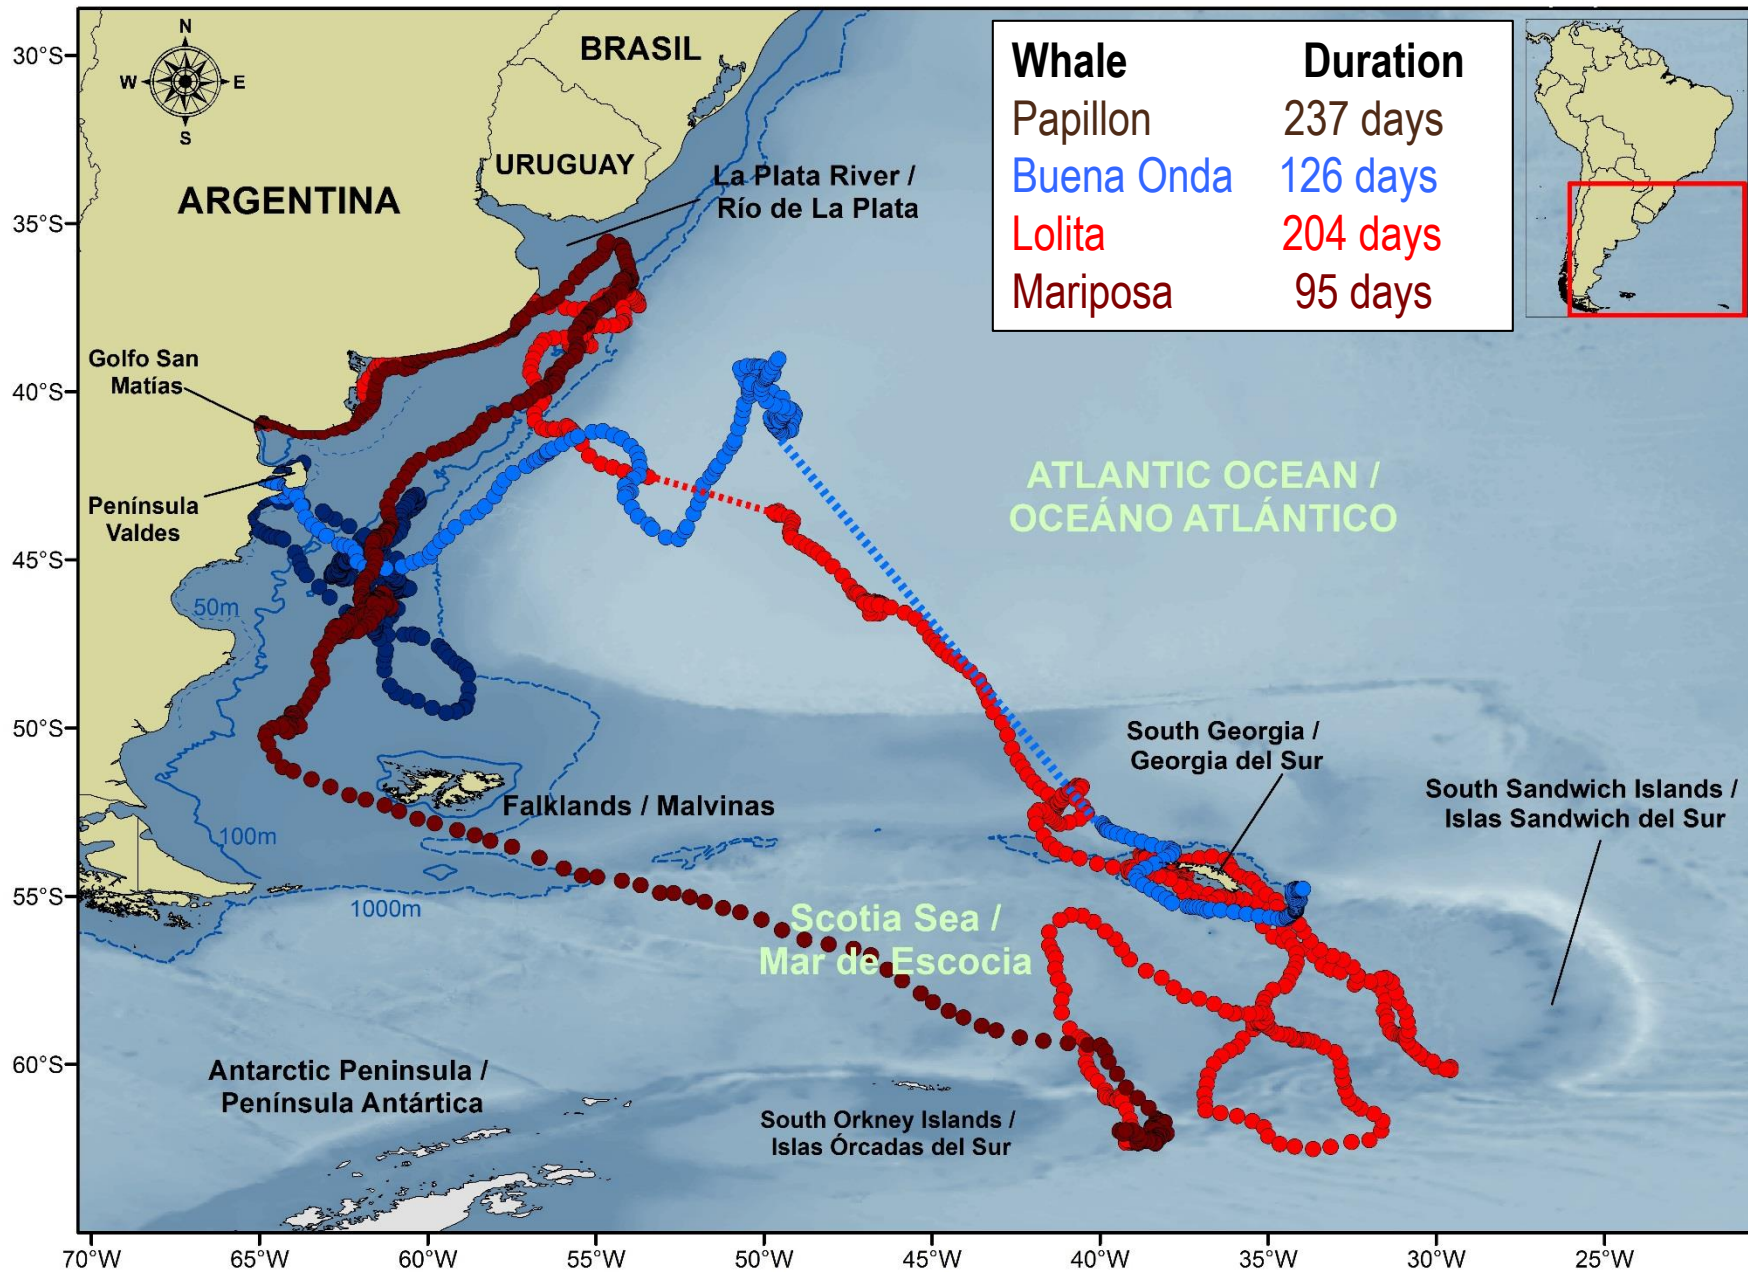 N
W E
S
BRASIL
URUGUAY
ARGENTINA
La Plata River /
Río de La Plata
Whale Duration
Papillon 237 days
Buena Onda 126 days
Lolita 204 days
Mariposa 95 days
Golfo San
Matías
Península
Valdes
ATLANTIC OCEAN /
OCEÁNO ATLÁNTICO
50m
100m
1000m
Falklands / Malvinas
South Georgia /
Georgia del Sur
South Sandwich Islands /
Islas Sandwich del Sur
Scotia Sea /
Mar de Escocia
Antarctic Peninsula /
Península Antártica
South Orkney Islands /
Islas Órcadas del Sur
30°S
35°S
40°S
45°S
50°S
55°S
60°S
70°W 65°W 60°W 55°W 50°W 45°W 40°W 35°W 30°W 25°W